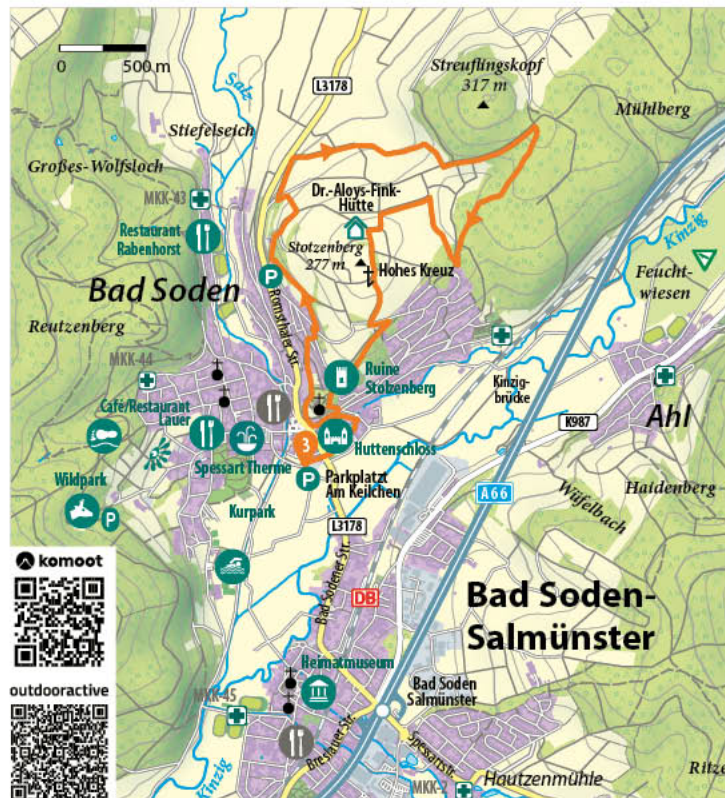 0 500 m
Salz
L3178
Streuflingskopf
317 m
Mühlberg
Stiefelseich
Großes-Wolfsloch
MKK-43
Dr.-Aloys-Fink-
Hütte
Restaurant
Rabenhorst
Stotzenberg
277 m
Hohes Kreuz
Kinzig
Feucht-
wiesen
P
Bad Soden
Romsthaler Str.
Reutzenberg
MKK-44
Ruine
Stolzenberg
Kinzig-
brücke
Ahl
K987
Café/Restaurant
Lauer
3
Huttenschloss
Spessart Therme
Parkplatzt
Am Keilchen
P
A66
Wüfelbach
Haidenberg-
Wildpark
P
Kurpark
L3178
komoot
Bad Sodener Str.
DB
Bad Soden-
Salmünster
outdooractive
Heimatmuseum
MKK-45
Bad Soden
Salmünster
Breslauer Str.
Spessartstr.
Kinzig
MKK-2
Hautzenmühle
Ritze